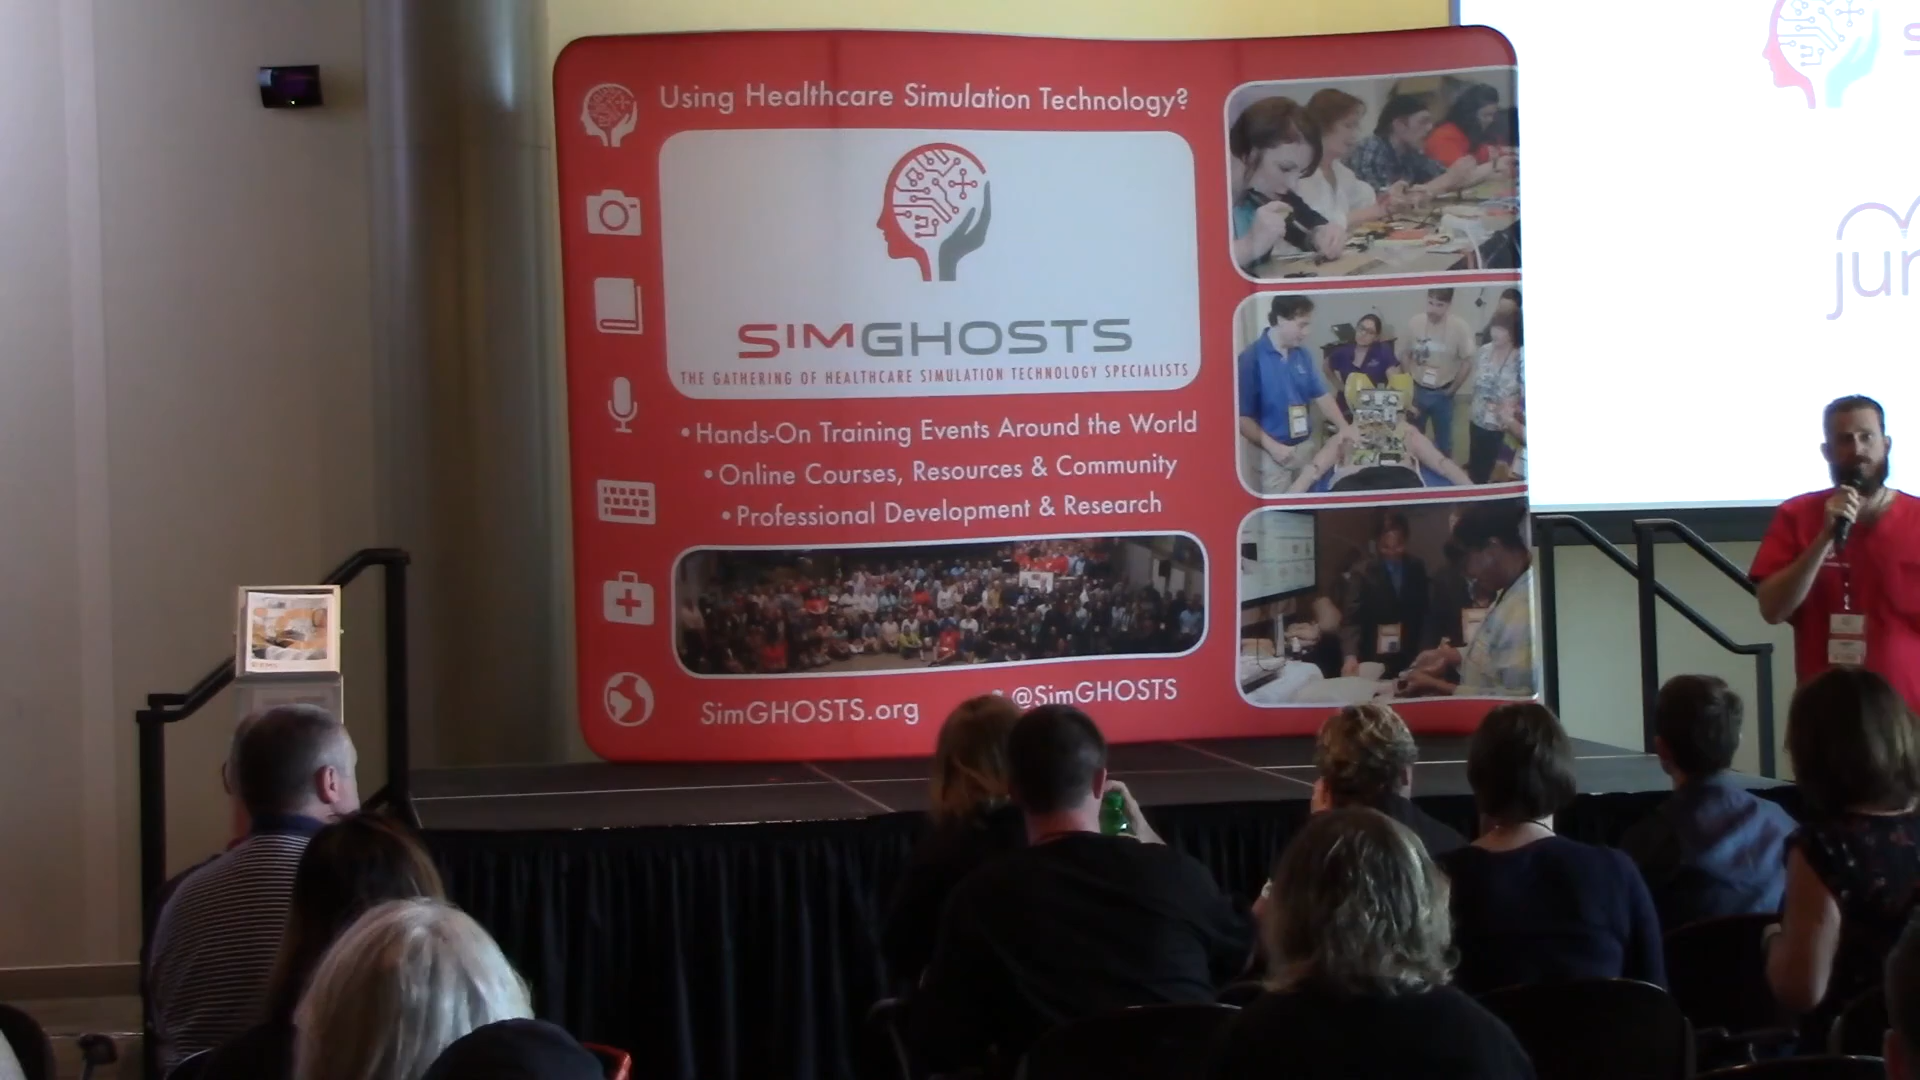 Using Healthcare Simulation Technology?
SIMGHOSTS
THE GATHERING OF HEALTHCARE SIMULATION TECHNOLOGY SPECIALISTS
• Hands-On Training Events Around the World
• Online Courses, Resources & Community
• Professional Development & Research
SimGHOSTS.org
@SimGHOSTS